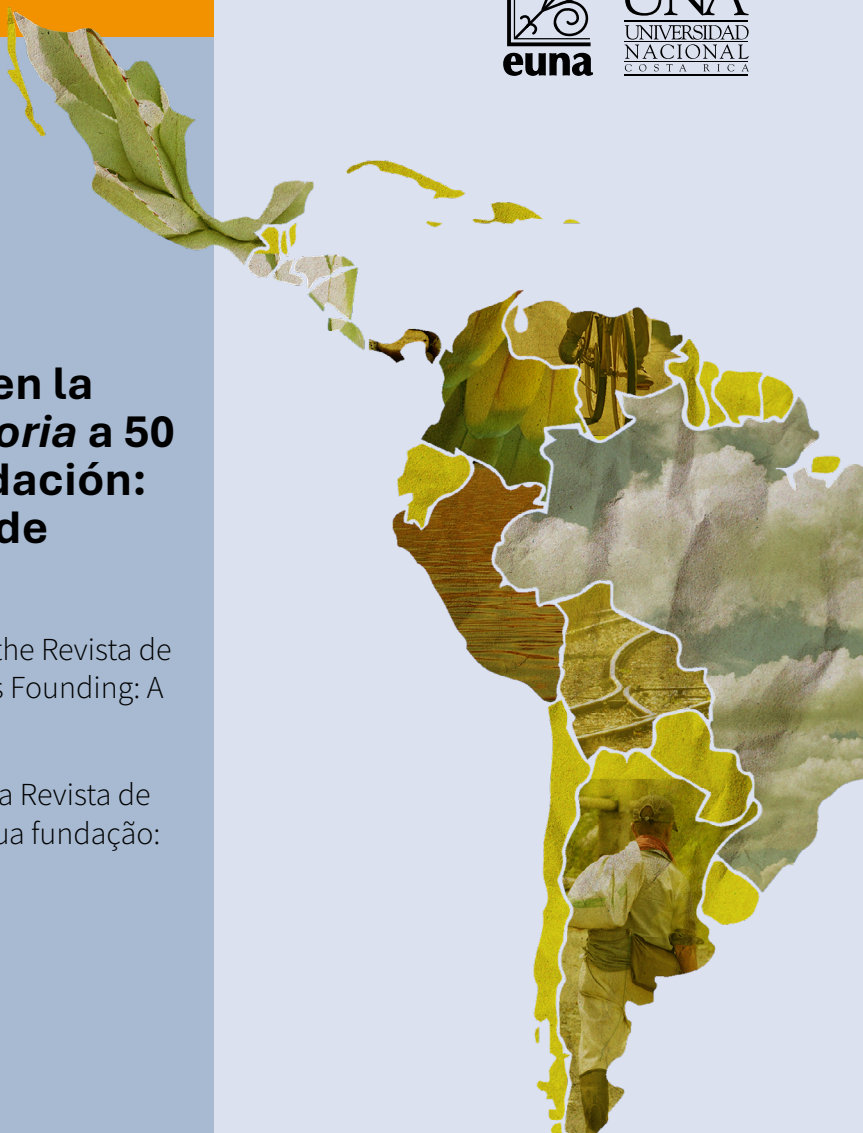 euna
UNA
UNIVERSIDAD
NACIONAL
COSTA RICA
en la
oria a 50
dación:
de
the Revista de
s Founding: A
a Revista de
ua fundação: